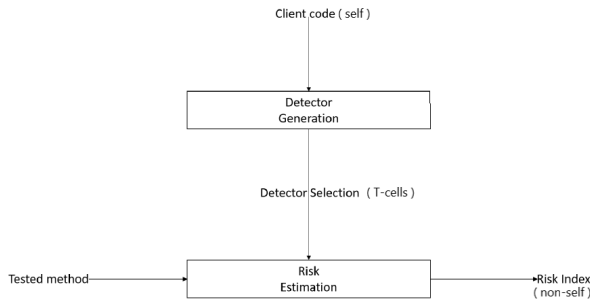 Client code ( self )
Detector
Generation
Detector Selection ( T-cells )
Risk
Estimation
Tested method
Risk Index
( non-self )